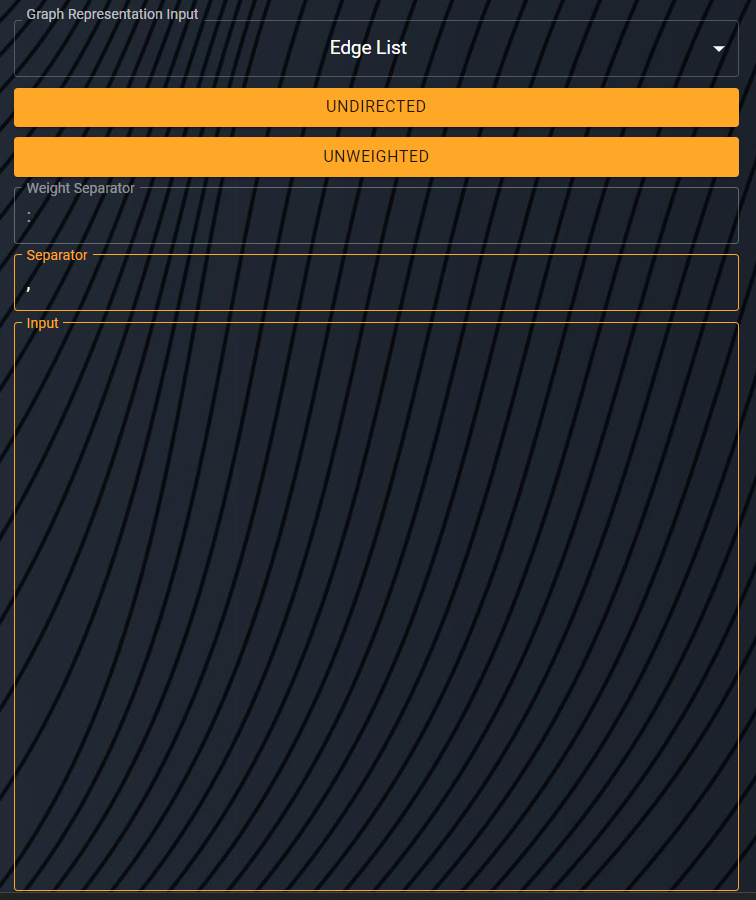 Graph Representation Input
Edge List
UNDIRECTED
UNWEIGHTED
Weight Separator
:
Separator
,
Input